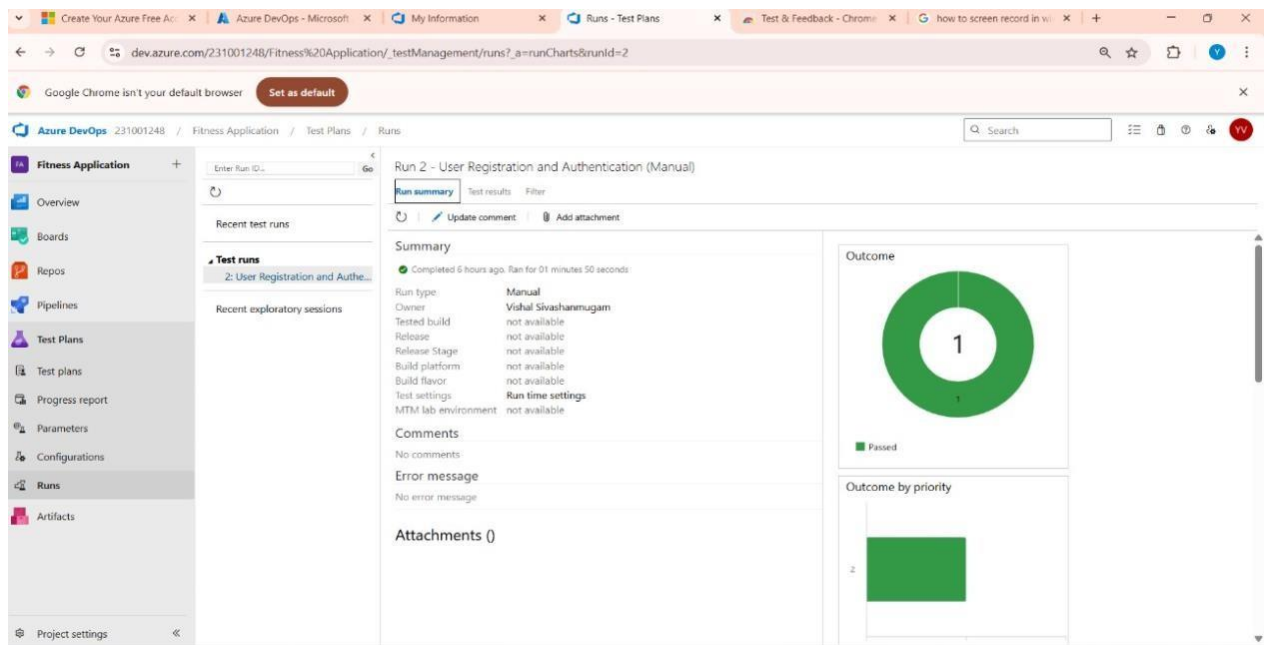 Create Your Azure Free Acc
Azure DevOps - Microsoft
My Information
Runs - Test Plans
Test & Feedback - Chrome
how to screen record in wi
dev.azure.com/231001248/Fitness%20Application/_testManagement/runs?_a=runCharts&runId=2
Google Chrome isn't your default browser
Set as default
Azure DevOps 231001248 / Fitness Application / Test Plans / Runs
Search
YV
FA Fitness Application
Overview
Boards
Repos
Pipelines
Test Plans
Test plans
Progress report
Parameters
Configurations
Runs
Artifacts
Project settings
Enter Run ID... Go
Recent test runs
Test runs
2: User Registration and Authe...
Recent exploratory sessions
Run 2 - User Registration and Authentication (Manual)
Run summary Test results Filter
Update comment Add attachment
Summary
Completed 6 hours ago. Ran for 01 minutes 50 seconds
Run type Manual
Owner Vishal Sivashanmugam
Tested build not available
Release not available
Release Stage not available
Build platform not available
Build flavor not available
Test settings Run time settings
MTM lab environment not available
Comments
No comments
Error message
No error message
Attachments ()
Outcome
1
1
Passed
Outcome by priority
2